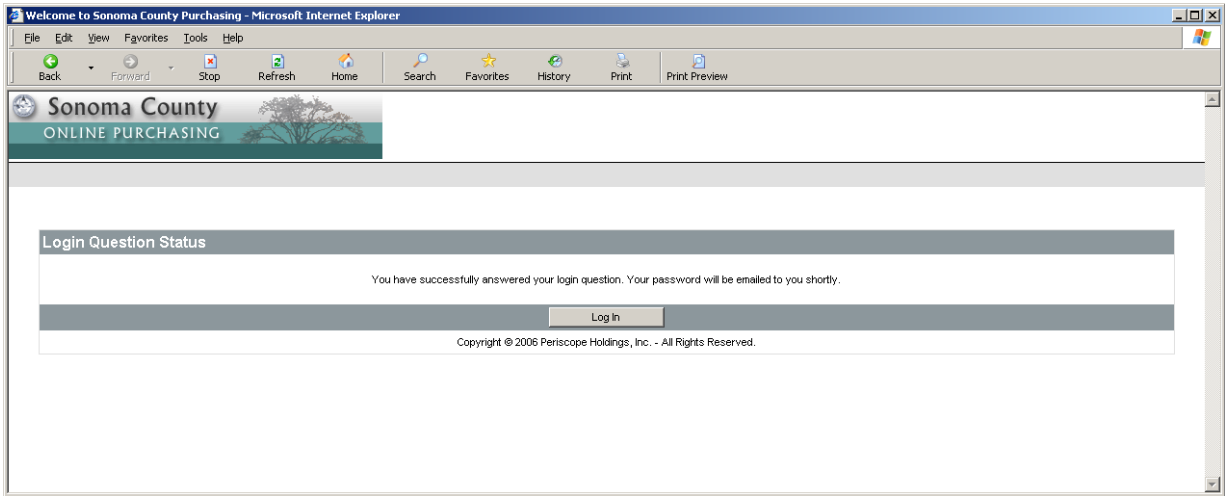 Welcome to Sonoma County Purchasing - Microsoft Internet Explorer
File Edit View Favorites Tools Help
Back Forward Stop Refresh Home Search Favorites History Print Print Preview
Sonoma County
ONLINE PURCHASING
Login Question Status
You have successfully answered your login question. Your password will be emailed to you shortly.
Log In
Copyright © 2006 Periscope Holdings, Inc. - All Rights Reserved.